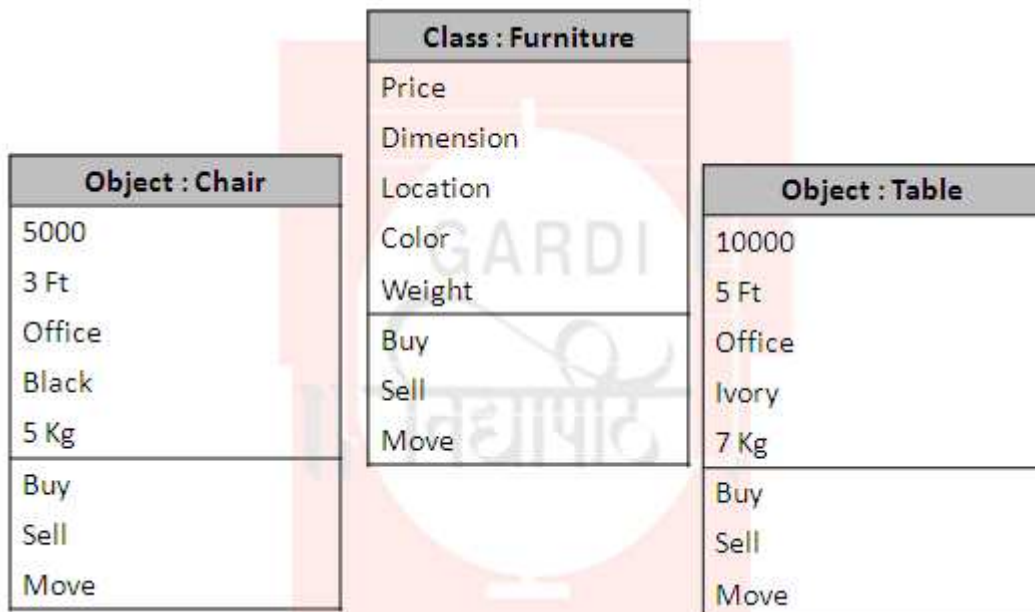 Class : Furniture
Price
Dimension
Location
Color
Weight
Buy
Sell
Move
Object : Chair
5000
3 Ft
Office
Black
5 Kg
Buy
Sell
Move
Object : Table
10000
5 Ft
Office
Ivory
7 Kg
Buy
Sell
Move
GARDI